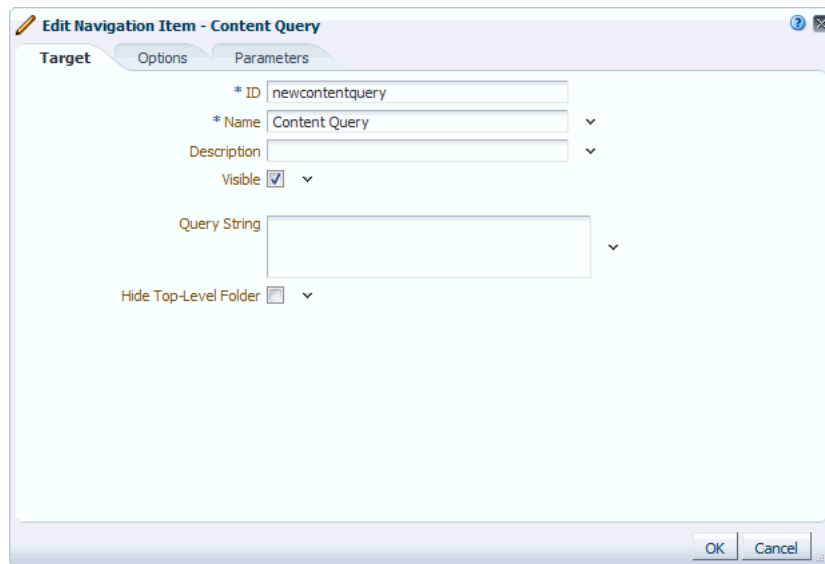 Edit Navigation Item - Content Query
Target Options Parameters
* ID newcontentquery
* Name Content Query
Description
Visible
Query String
Hide Top-Level Folder
OK Cancel